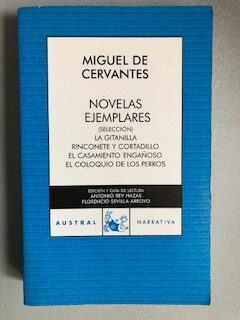 MIGUEL DE
CERVANTES
NOVELAS
EJEMPLARES
(SELECCIÓN)
LA GITANILLA
RINCONETE Y CORTADILLO
EL CASAMIENTO ENGAÑOSO
EL COLOQUIO DE LOS PERROS
EDICIÓN Y GUÍA DE LECTURA
ANTONIO REY HAZAS
FLORENCIO SEVILLA ARROYO
AUSTRAL NARRATIVA